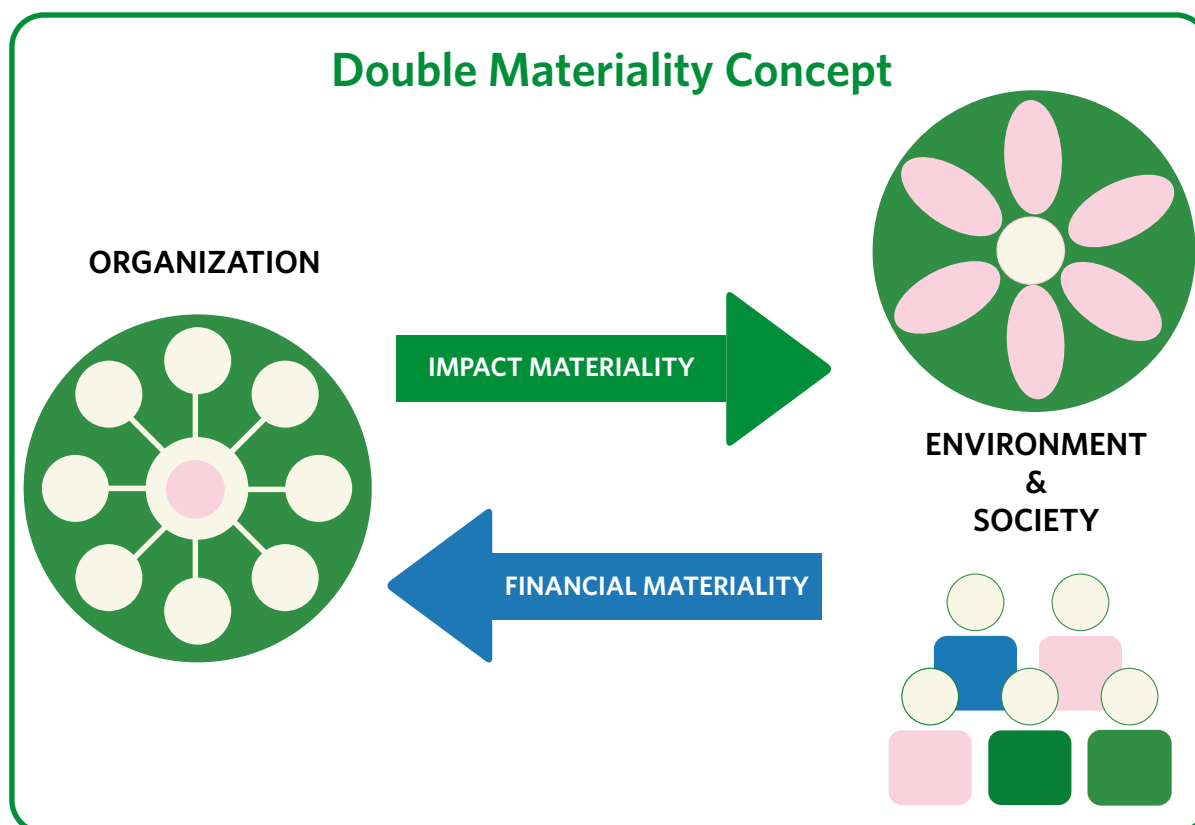 Double Materiality Concept
ORGANIZATION
IMPACT MATERIALITY
ENVIRONMENT
&
SOCIETY
FINANCIAL MATERIALITY